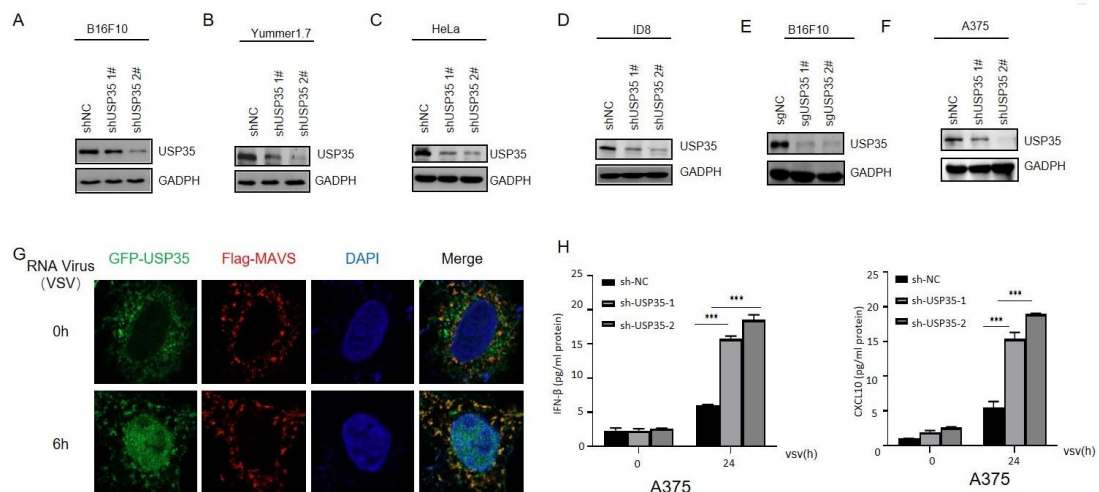 A
B16F10
shNC
shUSP35 1#
shUSP35 2#
USP35
GADPH
B
Yummer1.7
shNC
shUSP35 1#
shUSP35 2#
USP35
GADPH
C
HeLa
shNC
shUSP35 1#
shUSP35 2#
USP35
GADPH
D
ID8
shNC
shUSP35 1#
shUSP35 2#
USP35
GADPH
E
B16F10
sgNC
sgUSP35 1#
sgUSP35 2#
USP35
GADPH
F
A375
shNC
shUSP35 1#
shUSP35 2#
USP35
GADPH
G
RNA Virus
(VSV)
GFP-USP35
Flag-MAVS
DAPI
Merge
0h
6h
H
IFN-β (pg/ml protein)
25
20
15
10
5
0
sh-NC
sh-USP35-1
sh-USP35-2
***
***
0
24
vsv(h)
A375
CXCL10 (pg/ml protein)
25
20
15
10
5
0
sh-NC
sh-USP35-1
sh-USP35-2
***
***
0
24
vsv(h)
A375